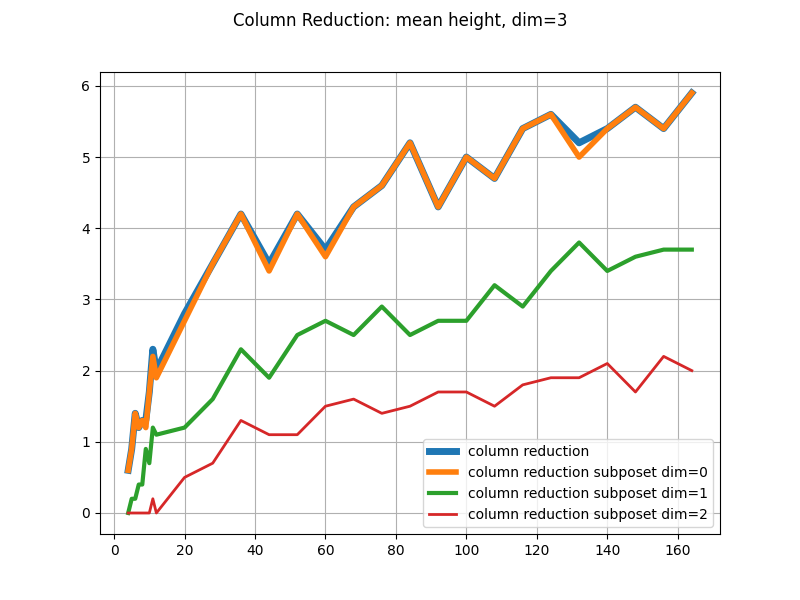 Column Reduction: mean height, dim=3
6
5
4
3
2
1
0
column reduction
column reduction subposet dim=0
column reduction subposet dim=1
column reduction subposet dim=2
0 20 40 60 80 100 120 140 160